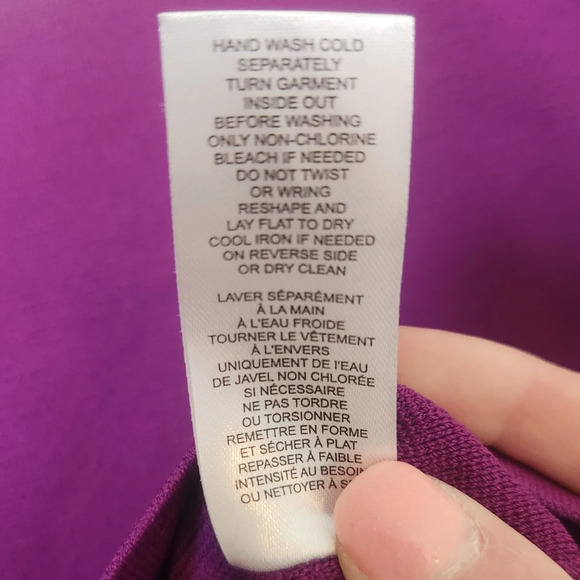 HAND WASH COLD
SEPARATELY
TURN GARMENT
INSIDE OUT
BEFORE WASHING
ONLY NON-CHLORINE
BLEACH IF NEEDED
DO NOT TWIST
OR WRING
RESHAPE AND
LAY FLAT TO DRY
COOL IRON IF NEEDED
ON REVERSE SIDE
OR DRY CLEAN
LAVER SÉPARÉMENT
À LA MAIN
À L'EAU FROIDE
TOURNER LE VÊTEMENT
À L'ENVERS
UNIQUEMENT DE l'EAU
DE JAVEL NON CHLORÉE
SI NÉCESSAIRE
NE PAS TORDRE
OU TORSIONNER
REMETTRE EN FORME
ET SÉCHER À PLAT
REPASSER À FAIBLE
INTENSITÉ AU BESOIN
OU NETTOYER À